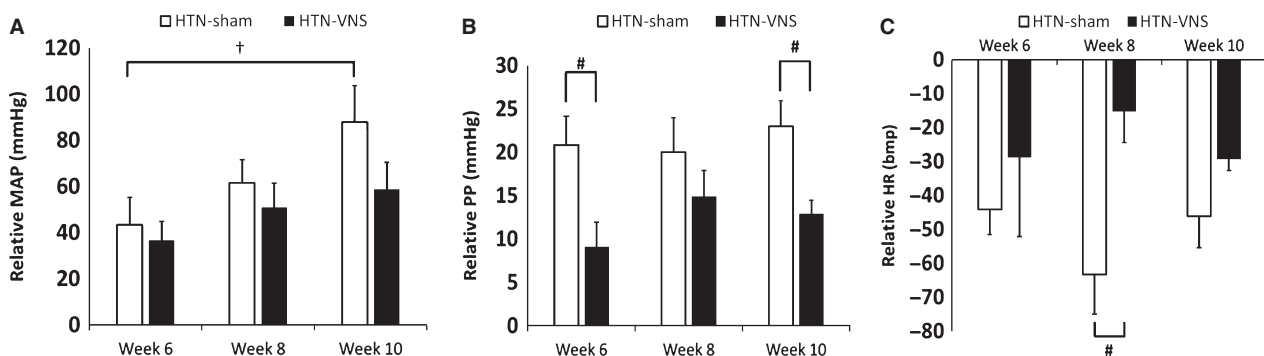 A
HTN-sham HTN-VNS
Relative MAP (mmHg)
120
100
80
60
40
20
0
†
Week 6 Week 8 Week 10
B
HTN-sham HTN-VNS
Relative PP (mmHg)
30
25
20
15
10
5
0
# #
Week 6 Week 8 Week 10
C
HTN-sham HTN-VNS
Week 6 Week 8 Week 10
Relative HR (bmp)
0
−10
−20
−30
−40
−50
−60
−70
−80
#